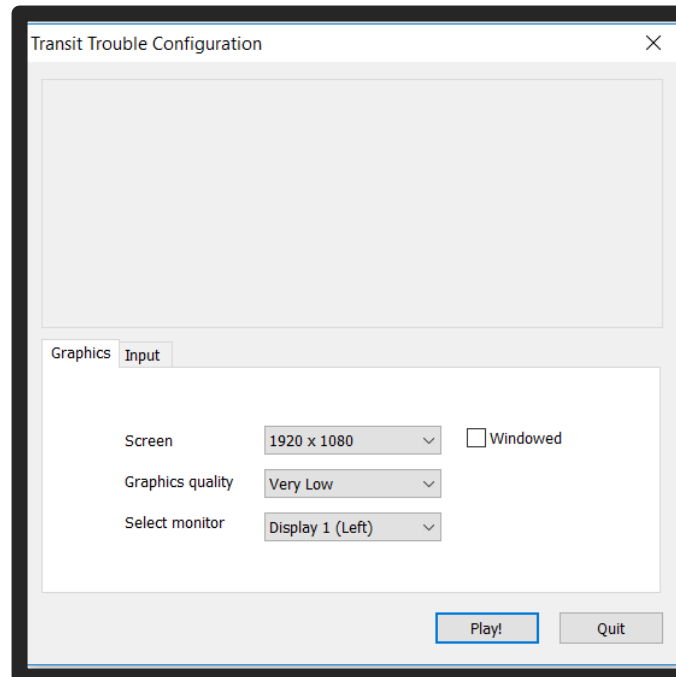 Transit Trouble Configuration
Graphics
Input
Screen
1920 x 1080
Windowed
Graphics quality
Very Low
Select monitor
Display 1 (Left)
Play!
Quit